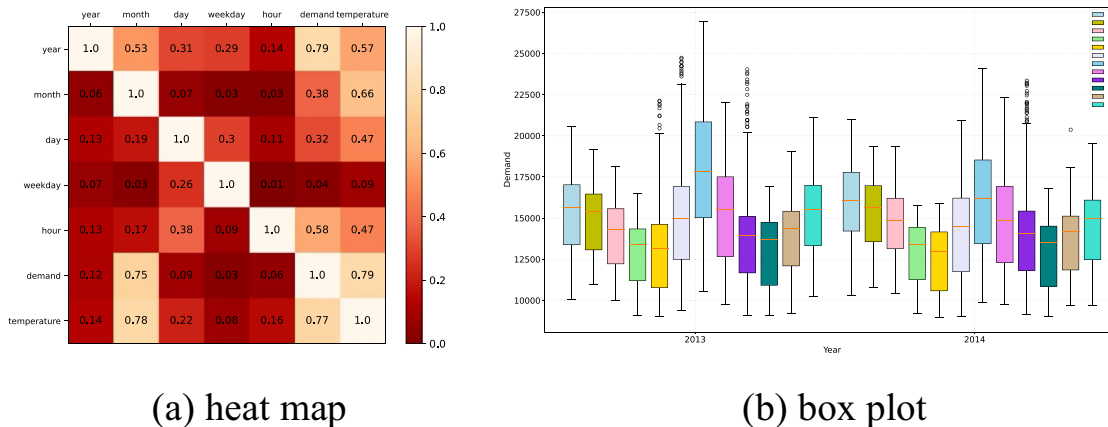 year month day weekday hour demand temperature
year 1.0 0.53 0.31 0.29 0.14 0.79 0.57
month 0.06 1.0 0.07 0.03 0.03 0.38 0.66
day 0.13 0.19 1.0 0.3 0.11 0.32 0.47
weekday 0.07 0.03 0.26 1.0 0.01 0.04 0.09
hour 0.13 0.17 0.38 0.09 1.0 0.58 0.47
demand 0.12 0.75 0.09 0.03 0.06 1.0 0.79
temperature 0.14 0.78 0.22 0.08 0.16 0.77 1.0
1.0
0.8
0.6
0.4
0.2
0.0
(a) heat map
27500
25000
22500
20000
17500
15000
12500
10000
Demand
2013 2014
Year
(b) box plot